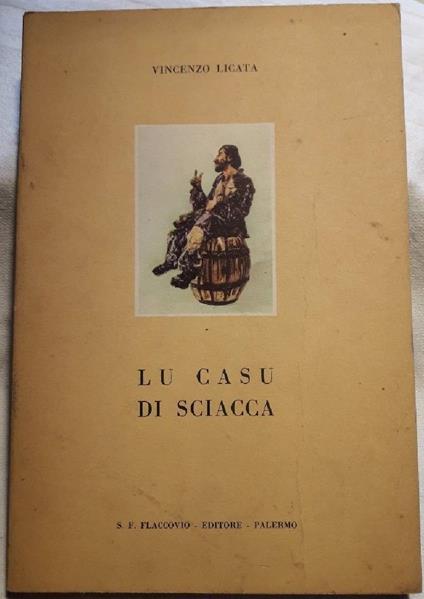 VINCENZO LICATA
LU CASU
DI SCIACCA
S. F. FLACCOVIO - EDITORE - PALERMO